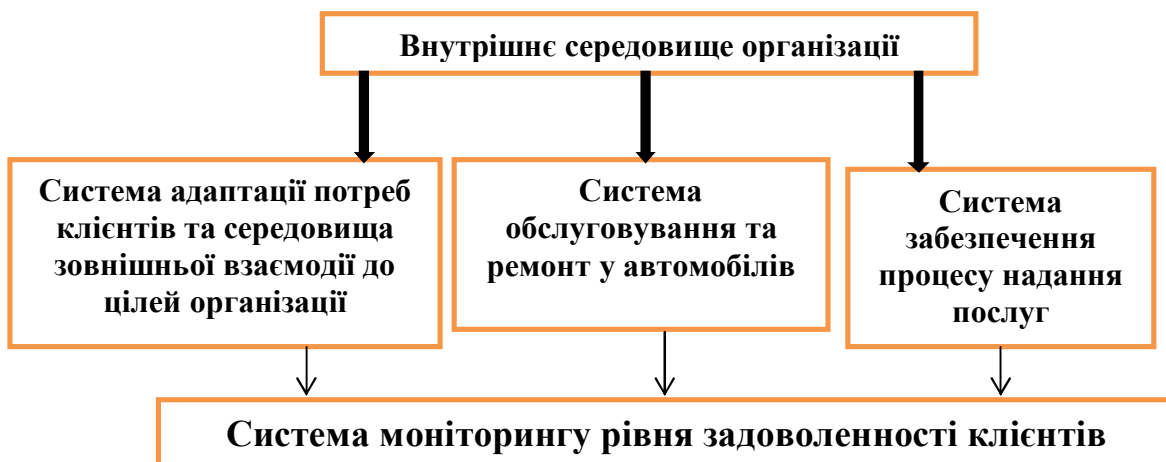 Внутрішнє середовище організації
Система адаптації потреб
клієнтів та середовища
зовнішньої взаємодії до
цілей організації
Система
обслуговування та
ремонт у автомобілів
Система
забезпечення
процесу надання
послуг
Система моніторингу рівня задоволенності клієнтів